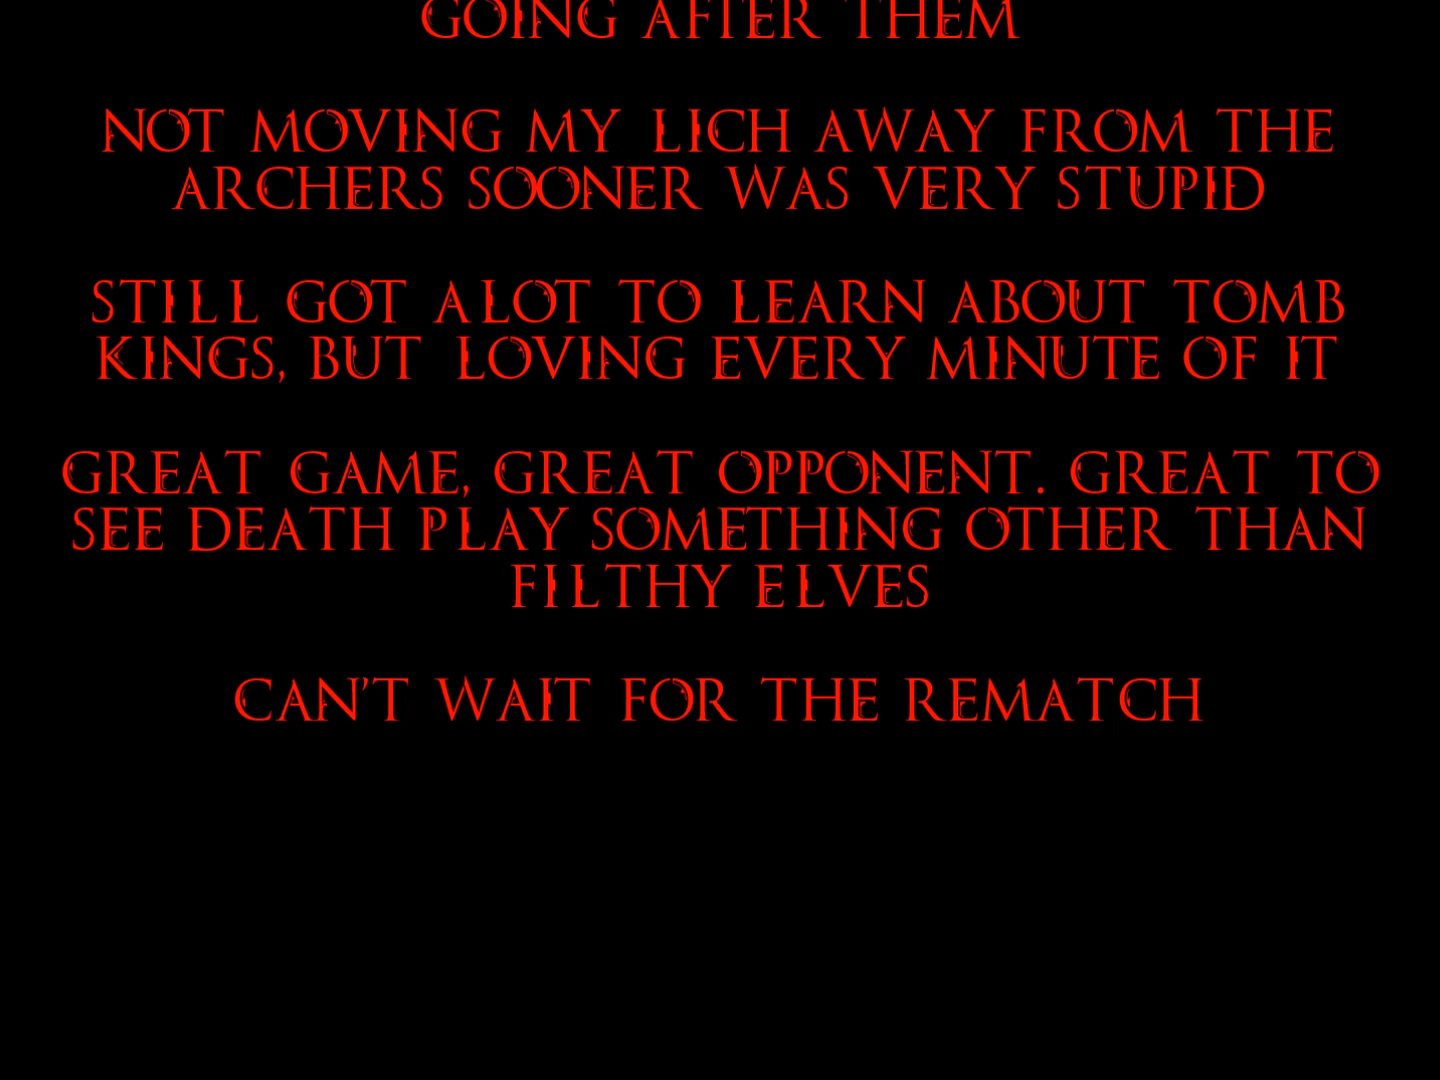 GOING AFTER THEM
NOT MOVING MY LICH AWAY FROM THE
ARCHERS SOONER WAS VERY STUPID
STILL GOT ALOT TO LEARN ABOUT TOMB
KINGS, BUT LOVING EVERY MINUTE OF IT
GREAT GAME, GREAT OPPONENT. GREAT TO
SEE DEATH PLAY SOMETHING OTHER THAN
FILTHY ELVES
CAN'T WAIT FOR THE REMATCH